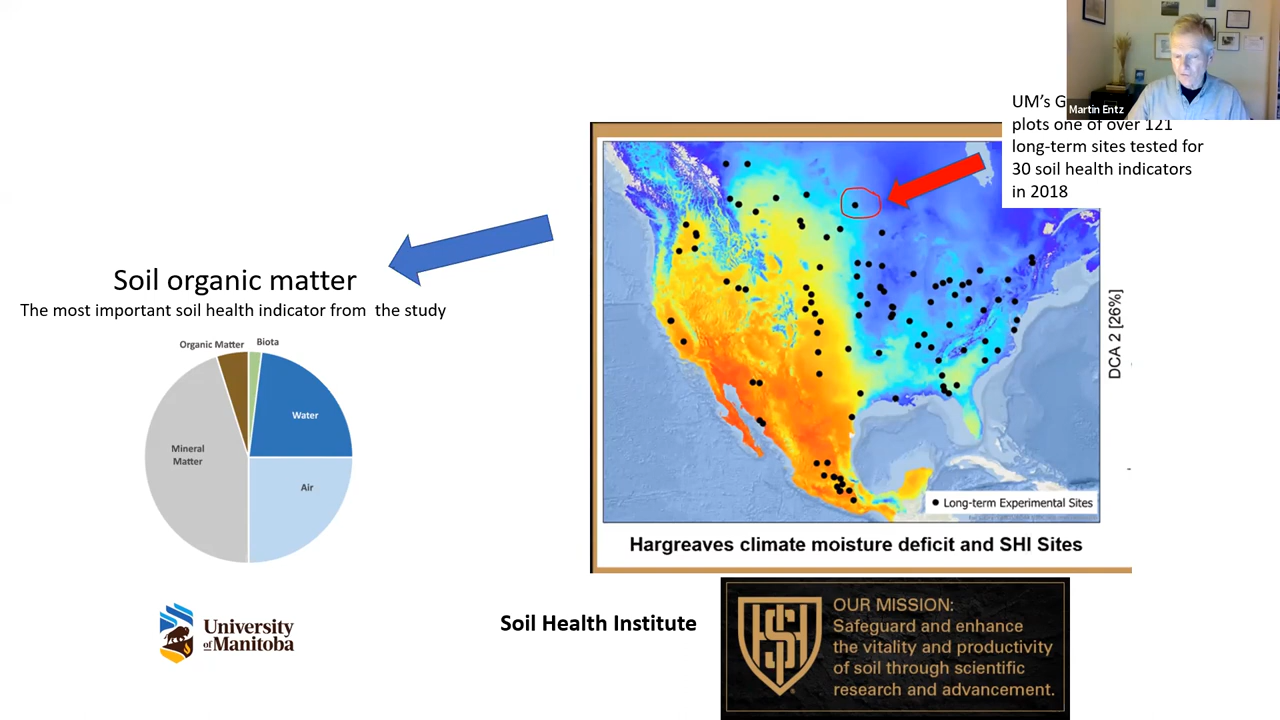 Martin Entz
UM's G
plots one of over 121
long-term sites tested for
30 soil health indicators
in 2018
Soil organic matter
The most important soil health indicator from the study
Organic Matter
Biota
Water
Mineral
Matter
Air
DCA 2 [26%]
Long-term Experimental Sites
Hargreaves climate moisture deficit and SHI Sites
University
of Manitoba
Soil Health Institute
SHI
OUR MISSION:
Safeguard and enhance
the vitality and productivity
of soil through scientific
research and advancement.